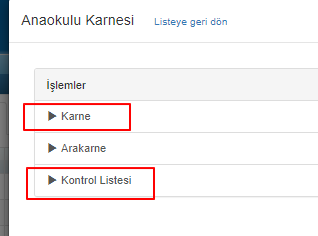 Anaokulu Karnesi Listeye geri dön
İşlemler
▶ Karne
▶ Arakarne
▶ Kontrol Listesi